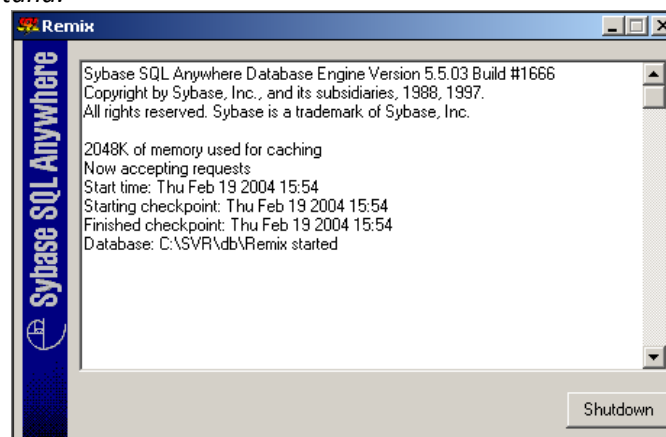 Remix
Sybase SQL Anywhere
Sybase SQL Anywhere Database Engine Version 5.5.03 Build #1666
Copyright by Sybase, Inc., and its subsidiaries, 1988, 1997.
All rights reserved. Sybase is a trademark of Sybase, Inc.
2048K of memory used for caching
Now accepting requests
Start time: Thu Feb 19 2004 15:54
Starting checkpoint: Thu Feb 19 2004 15:54
Finished checkpoint: Thu Feb 19 2004 15:54
Database: C:\SVR\db\Remix started
Shutdown